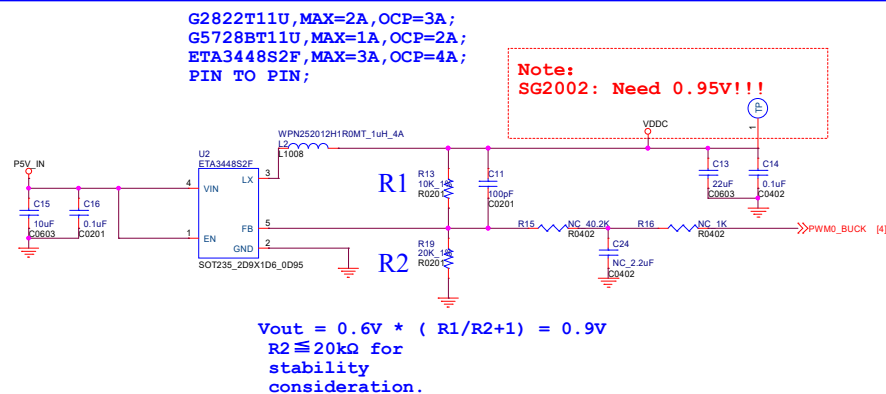 G2822T11U,MAX=2A,OCP=3A;
G5728BT11U,MAX=1A,OCP=2A;
ETA3448S2F,MAX=3A,OCP=4A;
PIN TO PIN;
Note:
SG2002: Need 0.95V!!!
TP
1
VDDC
WPN252012H1R0MT_1uH_4A
L2
L1008
U2
ETA3448S2F
P5V_IN
4
VIN
LX
3
1
EN
FB
5
GND
2
SOT235_2D9X1D6_0D95
C15
10uF
C0603
C16
0.1uF
C0201
R1
R13
10K_1%
R0201
C11
100pF
C0201
C13
22uF
C0603
C14
0.1uF
C0402
R2
R19
20K_1%
R0201
R15
NC_40.2K
R0402
R16
NC_1K
R0402
PWM0_BUCK [4]
C24
NC_2.2uF
C0402
Vout = 0.6V * ( R1/R2+1) = 0.9V
R2≦20kΩ for
stability
consideration.